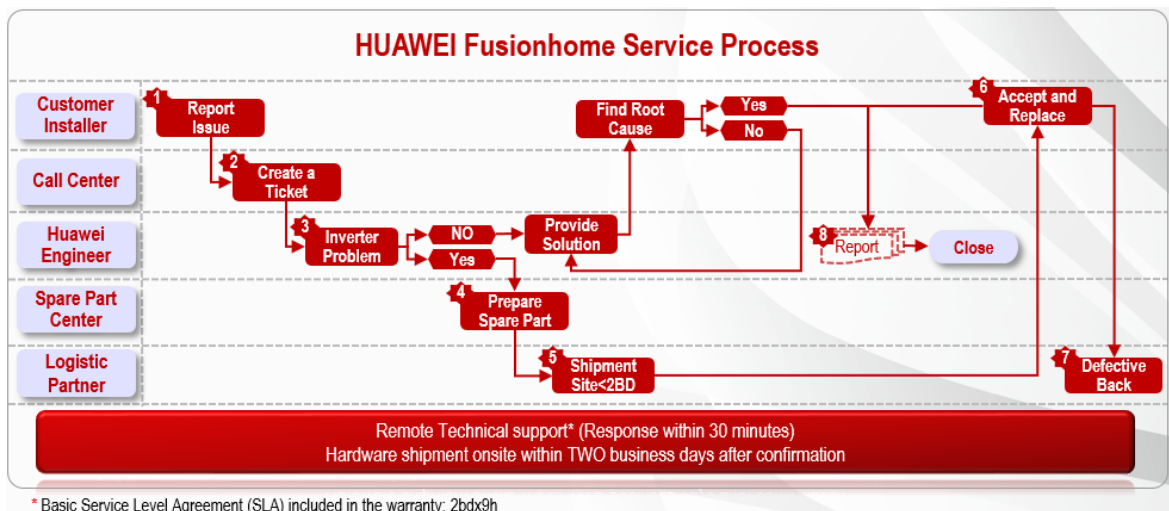 HUAWEI Fusionhome Service Process
Customer
Installer
1
Report
Issue
Find Root
Cause
Yes
No
6
Accept and
Replace
Call Center
2
Create a
Ticket
Huawei
Engineer
3
Inverter
Problem
NO
Yes
Provide
Solution
8
Report
Close
Spare Part
Center
4
Prepare
Spare Part
Logistic
Partner
5
Shipment
Site<2BD
7
Defective
Back
Remote Technical support* (Response within 30 minutes)
Hardware shipment onsite within TWO business days after confirmation
* Basic Service Level Agreement (SLA) included in the warranty: 2bdx9h